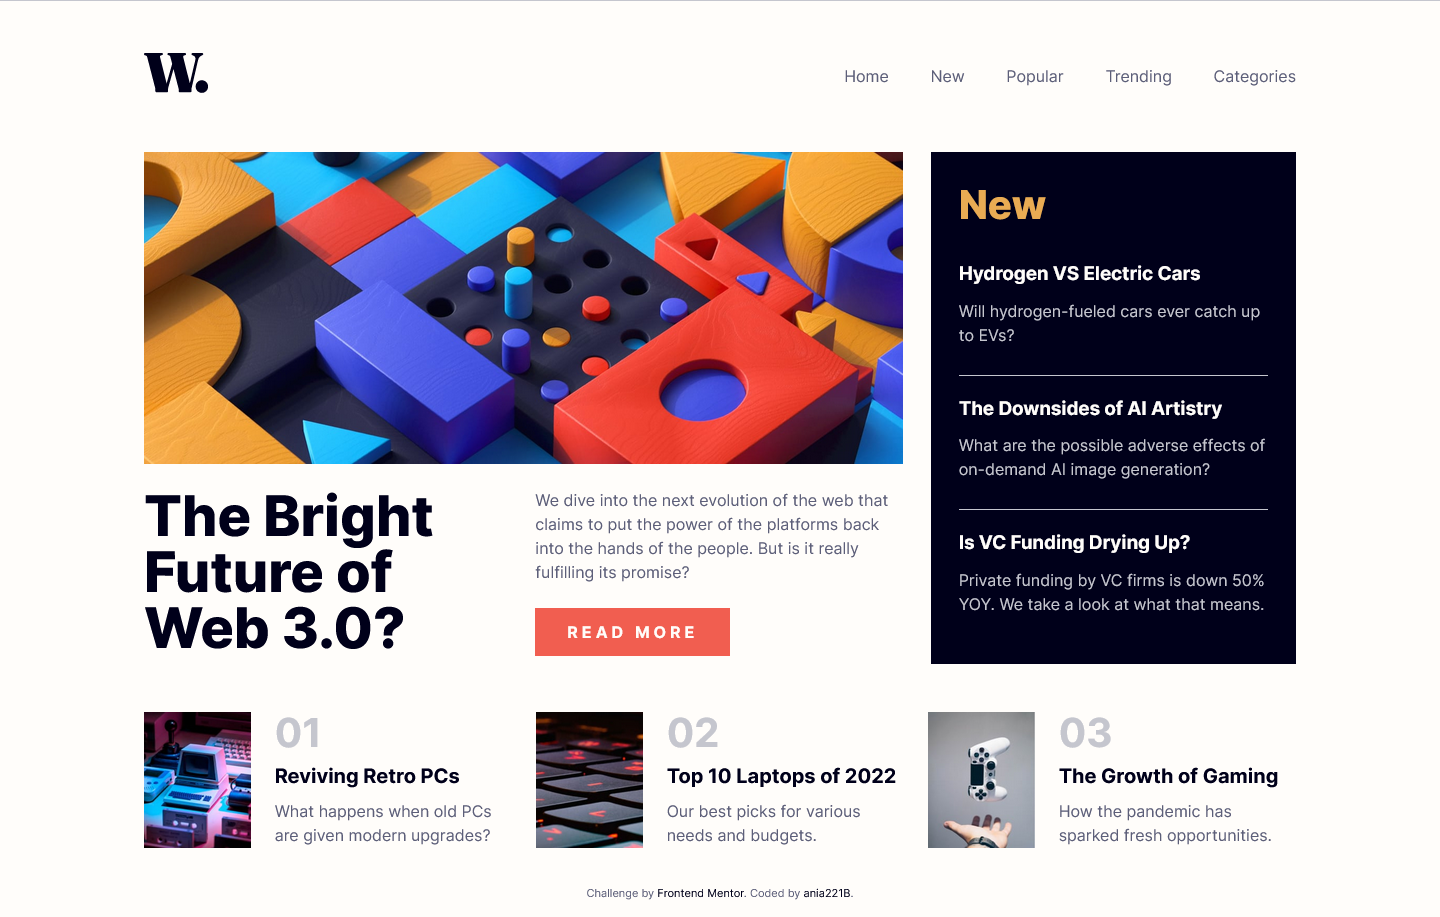 W.
Home New Popular Trending Categories
The Bright
Future of
Web 3.0?
We dive into the next evolution of the web that
claims to put the power of the platforms back
into the hands of the people. But is it really
fulfilling its promise?
READ MORE
New
Hydrogen VS Electric Cars
Will hydrogen-fueled cars ever catch up
to EVs?
The Downsides of AI Artistry
What are the possible adverse effects of
on-demand AI image generation?
Is VC Funding Drying Up?
Private funding by VC firms is down 50%
YOY. We take a look at what that means.
01
Reviving Retro PCs
What happens when old PCs
are given modern upgrades?
02
Top 10 Laptops of 2022
Our best picks for various
needs and budgets.
03
The Growth of Gaming
How the pandemic has
sparked fresh opportunities.
Challenge by Frontend Mentor. Coded by ania221B.